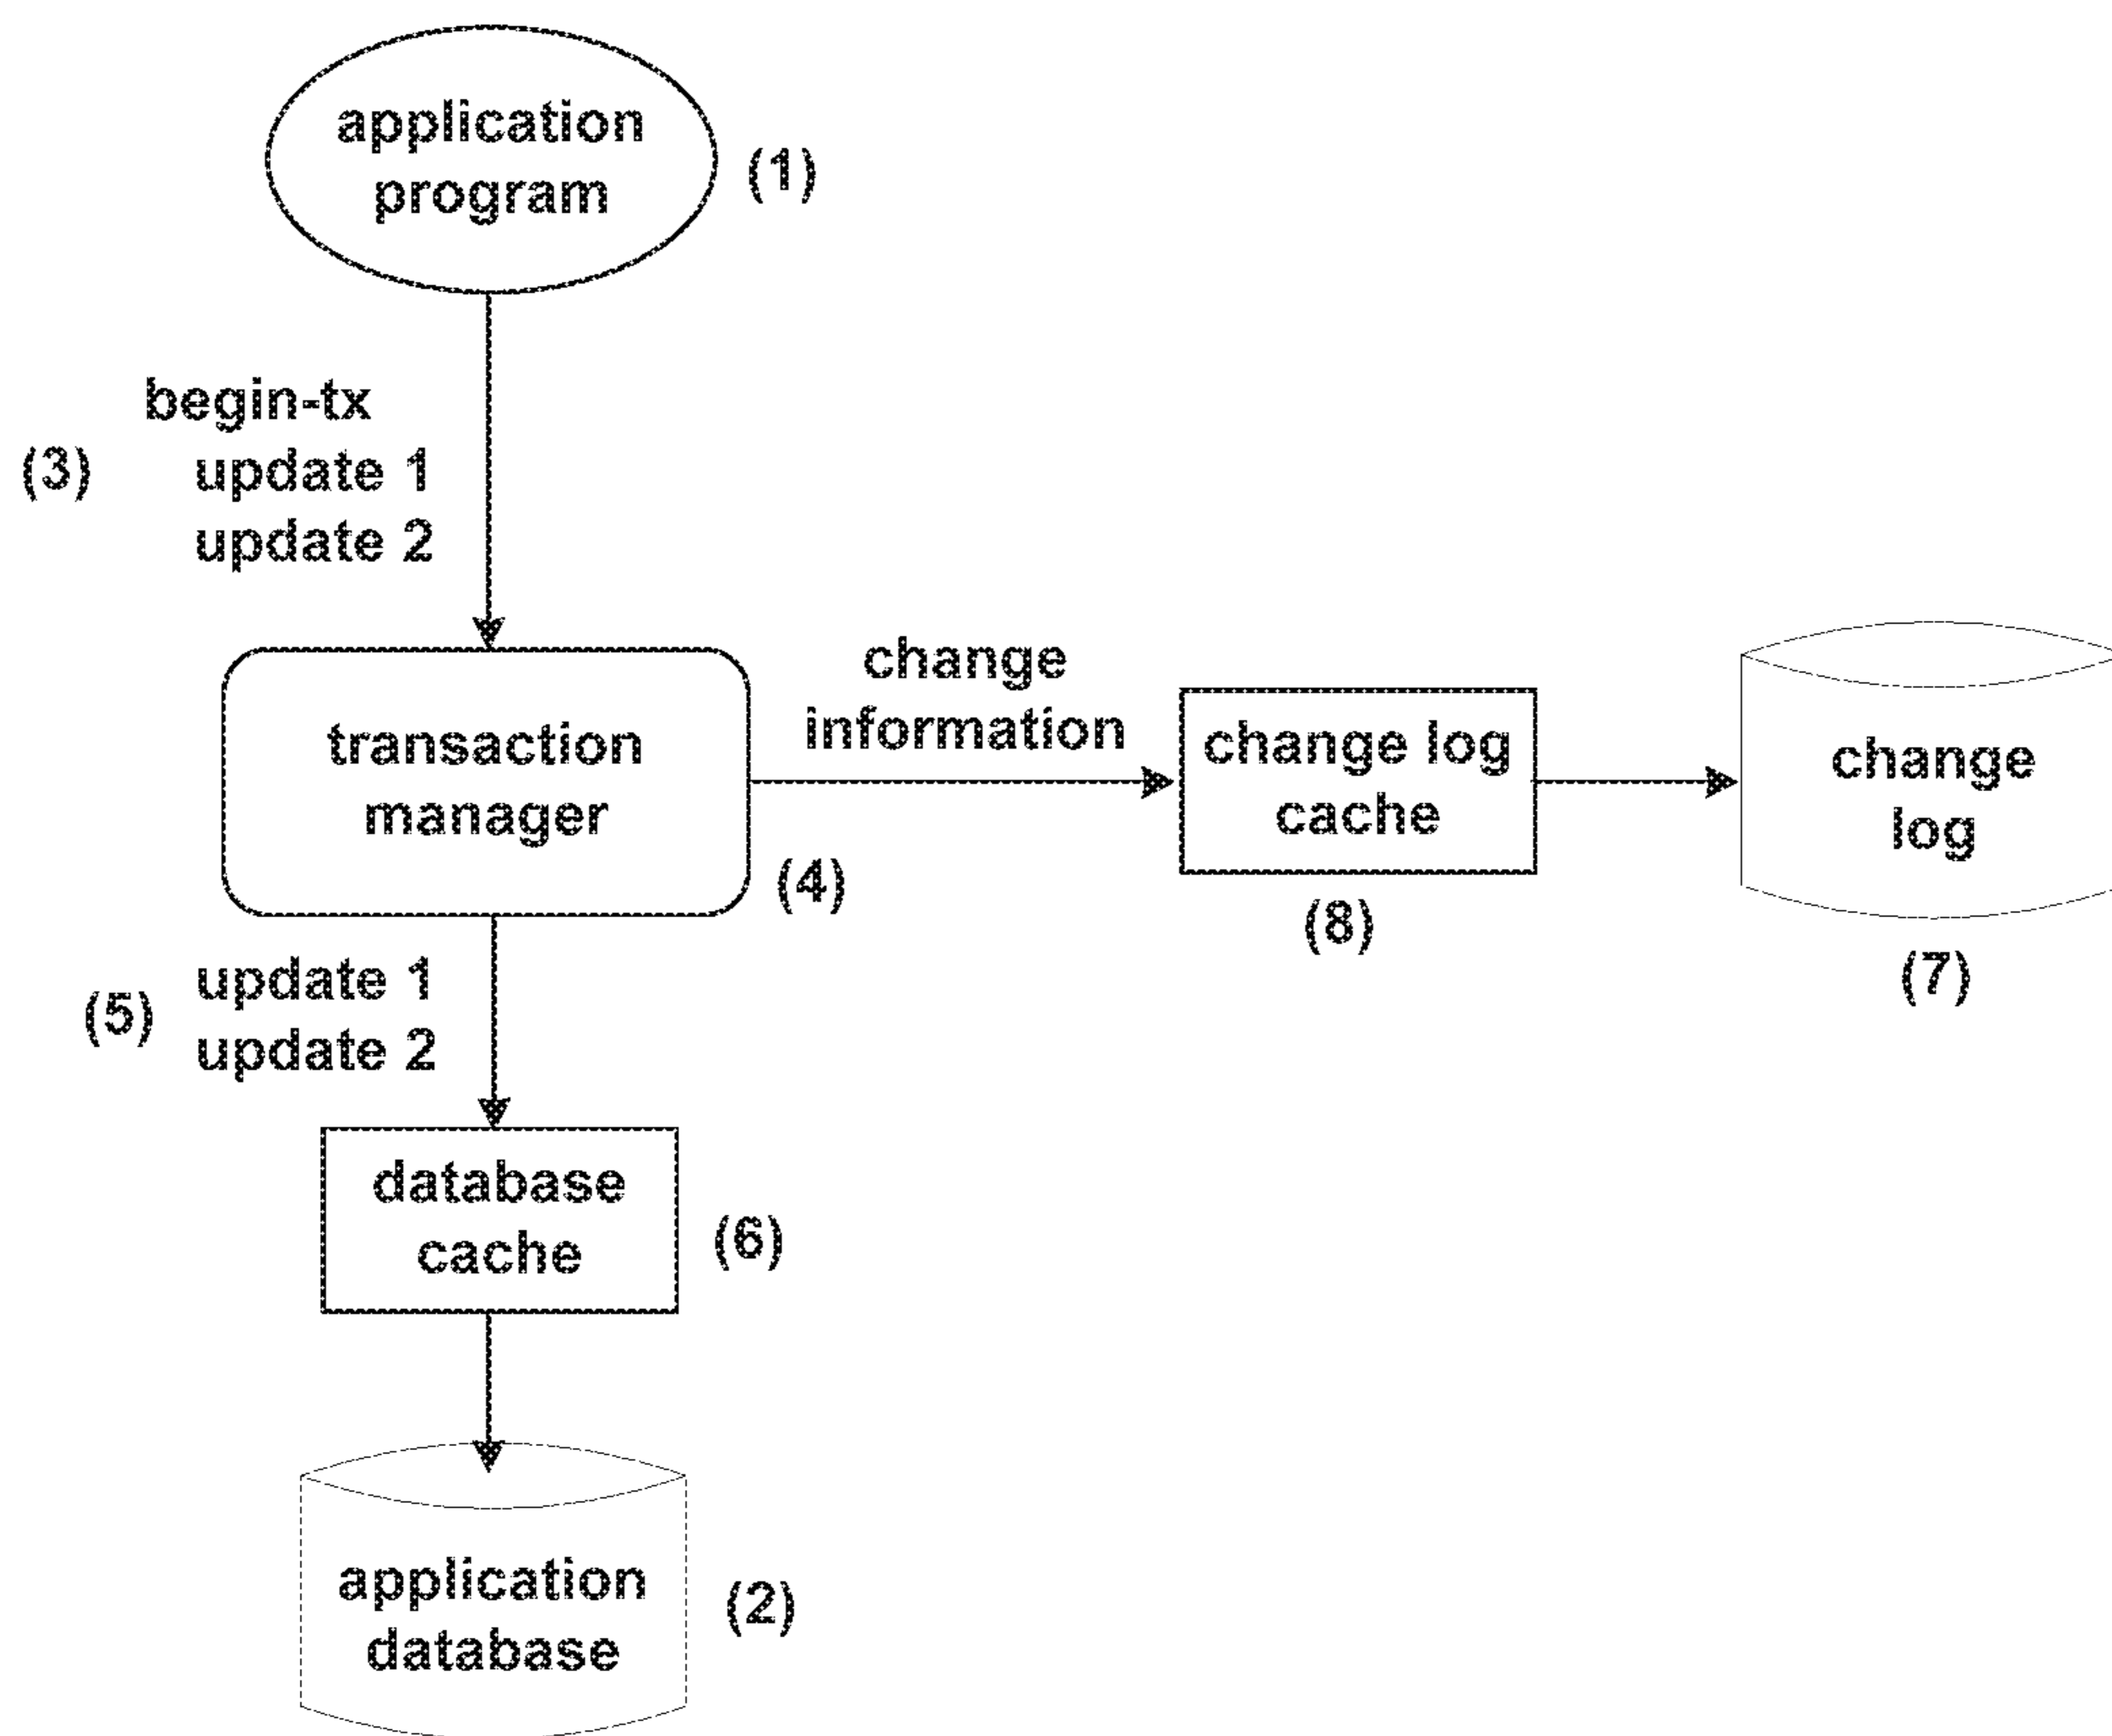 application
program
(1)
begin-tx
(3)
update 1
update 2
transaction
manager
(4)
change
information
change log
cache
(8)
change
log
(7)
(5)
update 1
update 2
database
cache
(6)
application
database
(2)